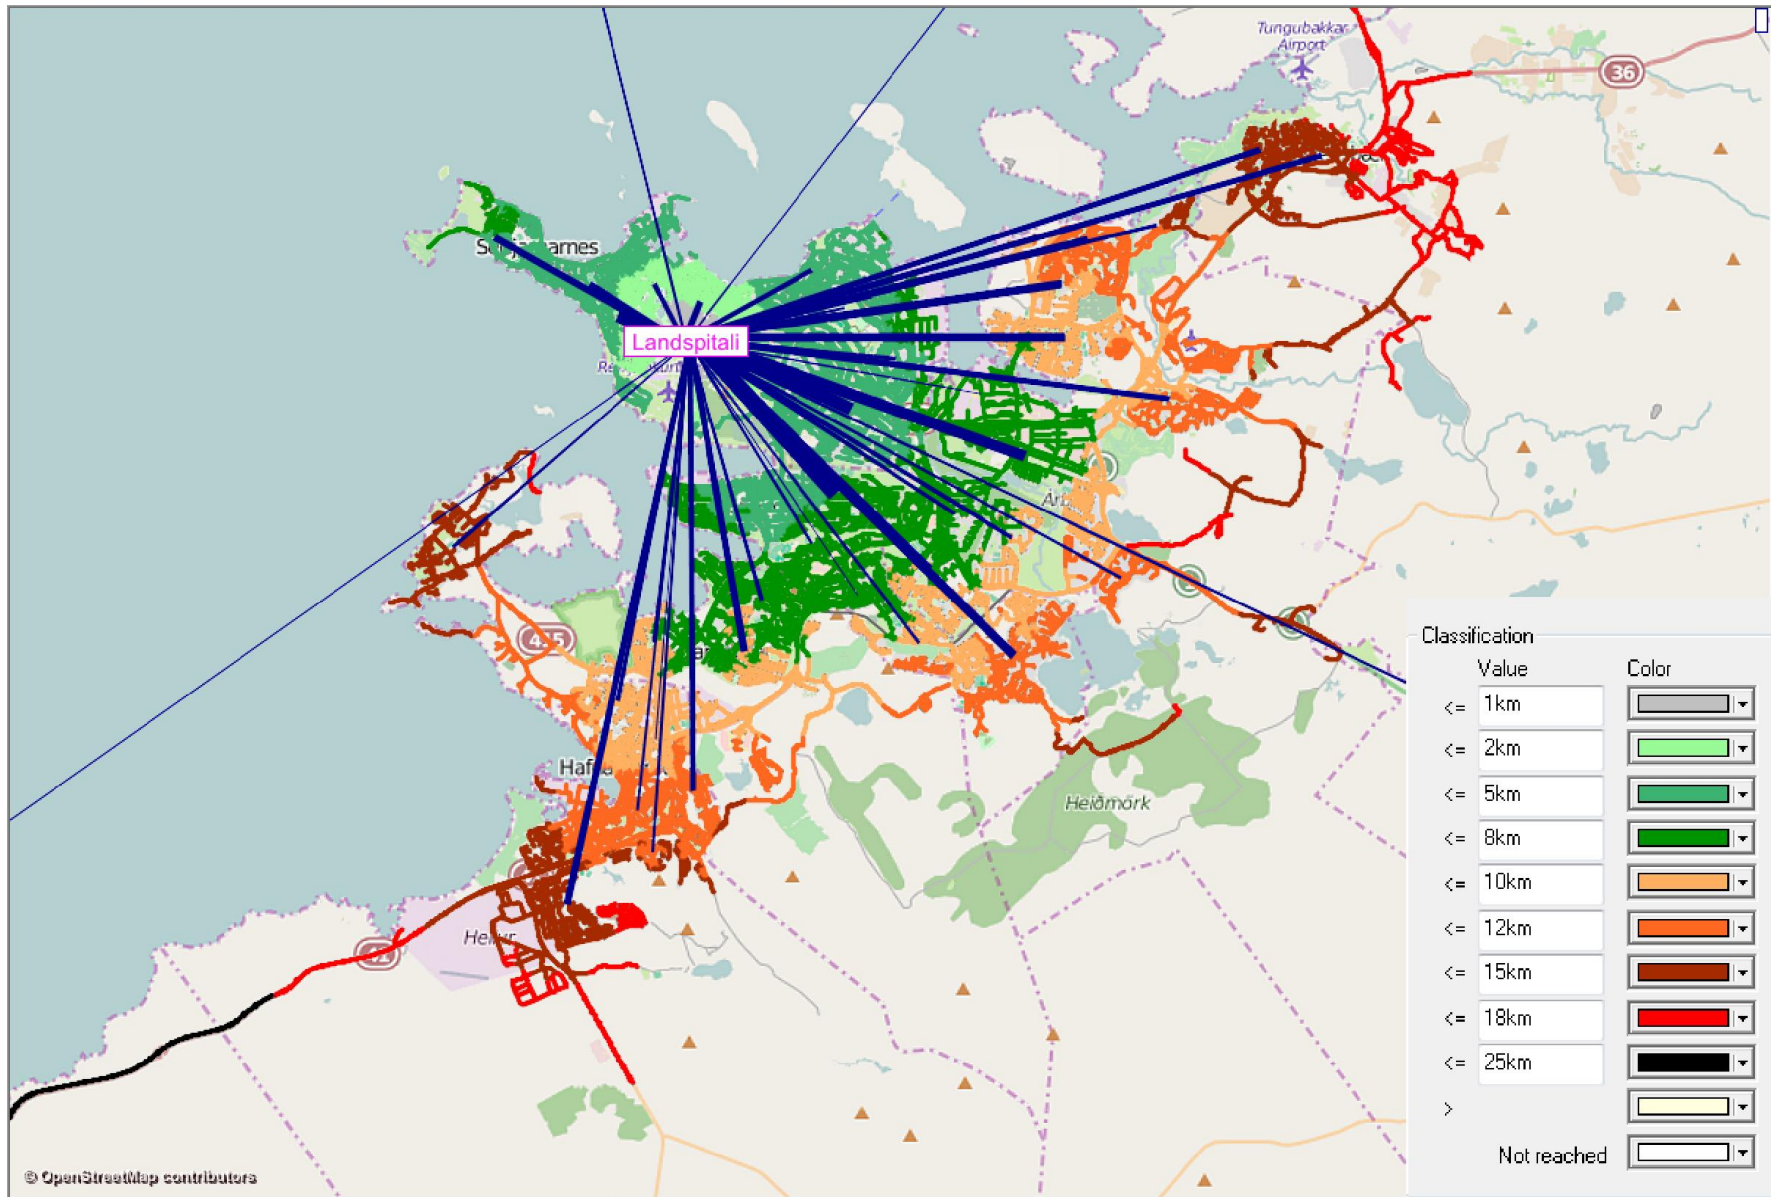 Tungubakkar
Airport
36
Landspitali
Heiðmörk
Classification
Value Color
<= 1km
<= 2km
<= 5km
<= 8km
<= 10km
<= 12km
<= 15km
<= 18km
<= 25km
>
Not reached
© OpenStreetMap contributors